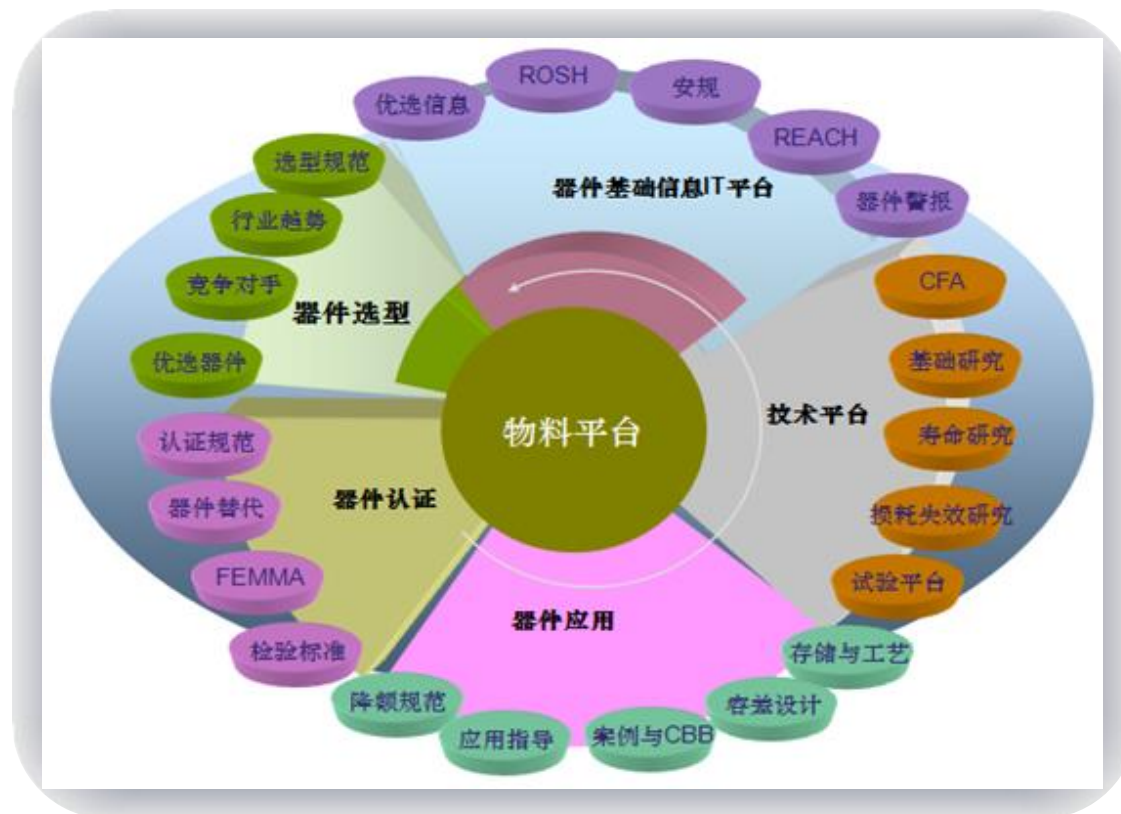 ROSH
安规
优选信息
REACH
选型规范
器件基础信息IT平台
器件警报
行业趋势
竞争对手
CFA
器件选型
优选器件
基础研究
技术平台
物料平台
认证规范
寿命研究
器件认证
器件替代
损耗失效研究
FEMMA
试验平台
器件应用
检验标准
存储与工艺
降额规范
容差设计
应用指导
案例与CBB